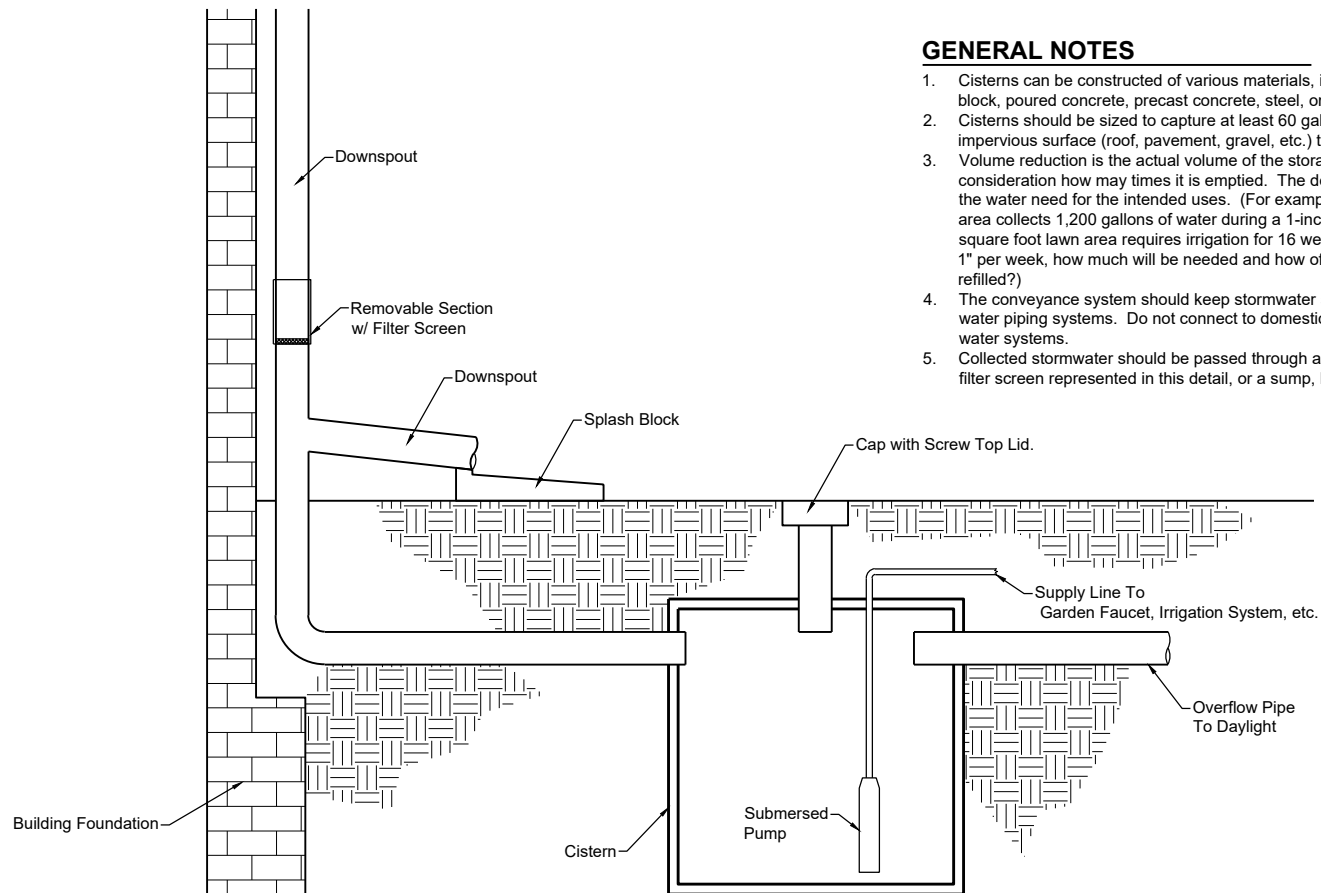 GENERAL NOTES
1. Cisterns can be constructed of various materials,
block, poured concrete, precast concrete, steel, or
2. Cisterns should be sized to capture at least 60
impervious surface (roof, pavement, gravel, etc.)
3. Volume reduction is the actual volume of the
consideration how may times it is emptied. The
the water need for the intended uses. (For
area collects 1,200 gallons of water during a
square foot lawn area requires irrigation for 16
1" per week, how much will be needed and how
refilled?)
4. The conveyance system should keep stormwater
water piping systems. Do not connect to
water systems.
5. Collected stormwater should be passed through a
filter screen represented in this detail, or a sump,
Downspout
Removable Section
w/ Filter Screen
Downspout
Splash Block
Cap with Screw Top Lid.
Supply Line To
Garden Faucet, Irrigation System, etc.
Overflow Pipe
To Daylight
Building Foundation
Submersed
Pump
Cistern